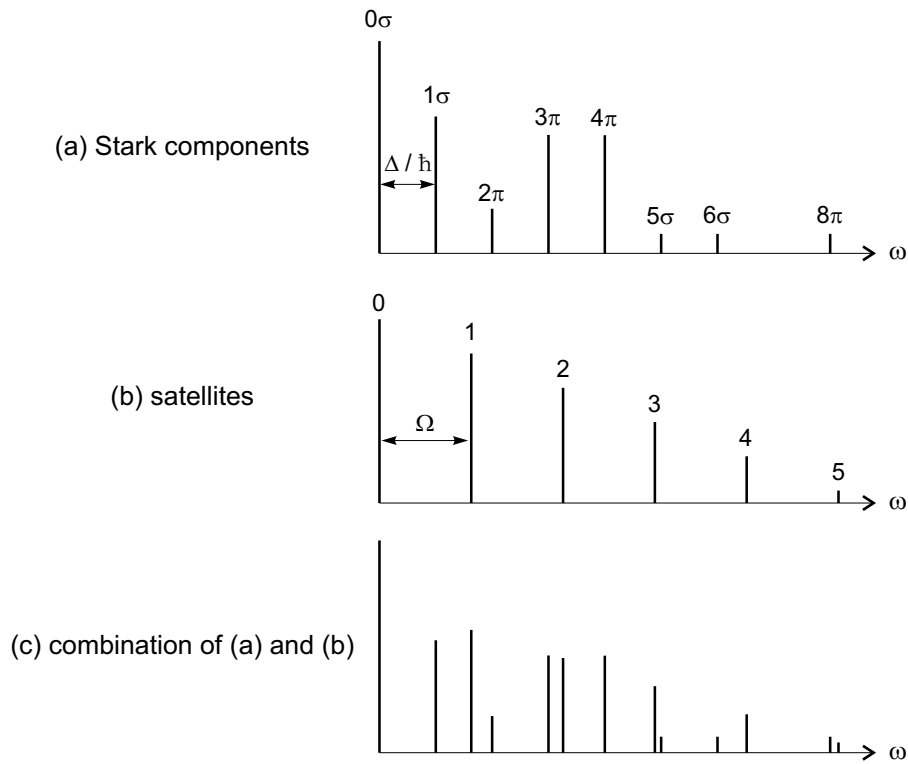 0σ
1σ
3π 4π
(a) Stark components
Δ / ħ
2π
5σ 6σ 8π
ω
0
1
2
(b) satellites
3
Ω
4
5
ω
(c) combination of (a) and (b)